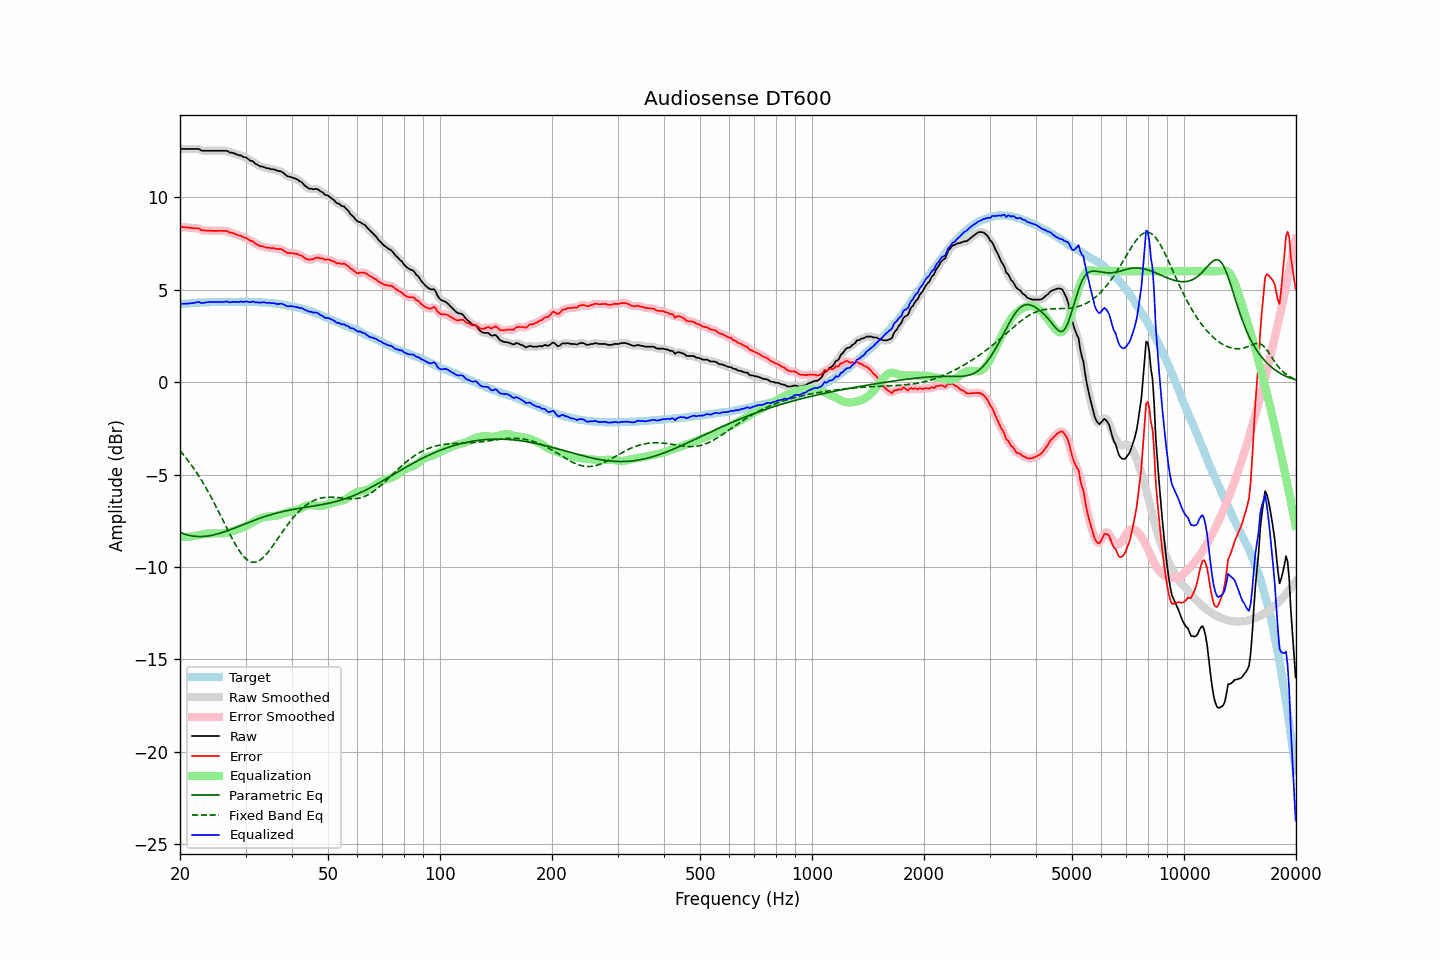 Audiosense DT600
Amplitude (dBr)
10
5
0
−5
−10
−15
−20
−25
Target
Raw Smoothed
Error Smoothed
Raw
Error
Equalization
Parametric Eq
Fixed Band Eq
Equalized
20 50 100 200 500 1000 2000 5000 10000 20000
Frequency (Hz)